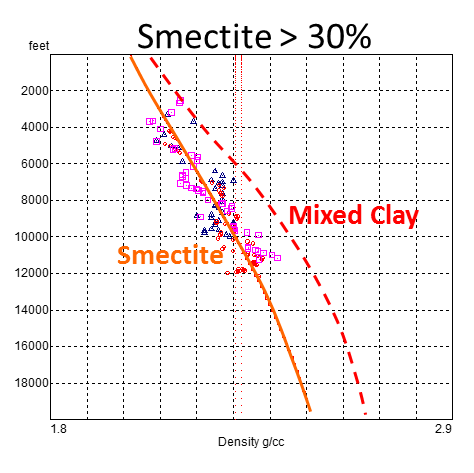 Smectite > 30%
feet
2000
4000
6000
8000
Mixed Clay
10000
Smectite
12000
14000
16000
18000
1.8
2.9
Density g/cc